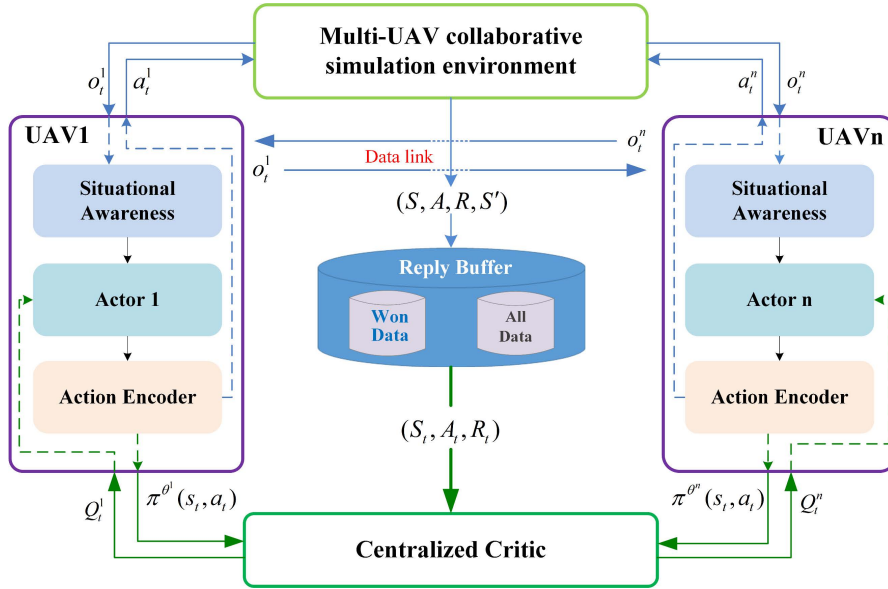 Multi-UAV collaborative
simulation environment
o_t^1
a_t^1
a_t^n
o_t^n
UAV1
UAVn
o_t^n
Data link
o_t^1
Situational
Awareness
(S, A, R, S′)
Situational
Awareness
Reply Buffer
Actor 1
Won
Data
All
Data
Actor n
Action Encoder
Action Encoder
(S_t, A_t, R_t)
Q_t^1
π^{θ^1}(s_t, a_t)
π^{θ^n}(s_t, a_t)
Q_t^n
Centralized Critic